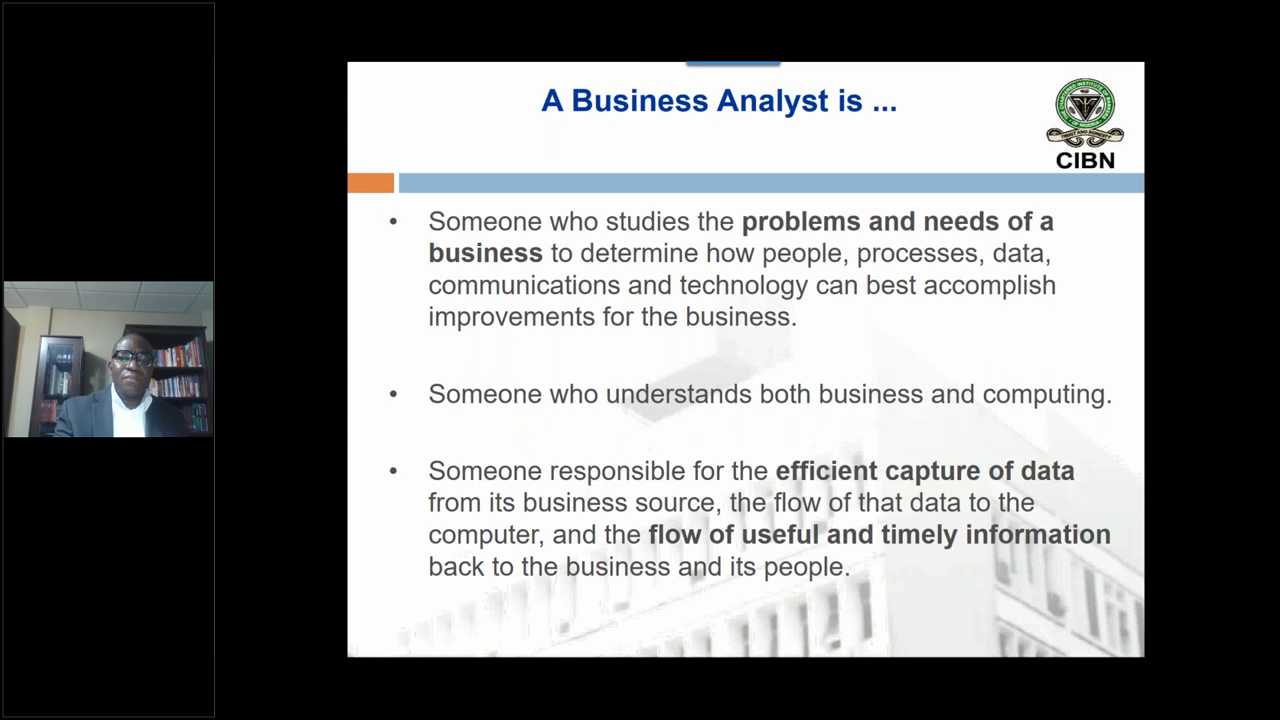 A Business Analyst is ...
CIBN
• Someone who studies the problems and needs of a
business to determine how people, processes, data,
communications and technology can best accomplish
improvements for the business.
• Someone who understands both business and computing.
• Someone responsible for the efficient capture of data
from its business source, the flow of that data to the
computer, and the flow of useful and timely information
back to the business and its people.